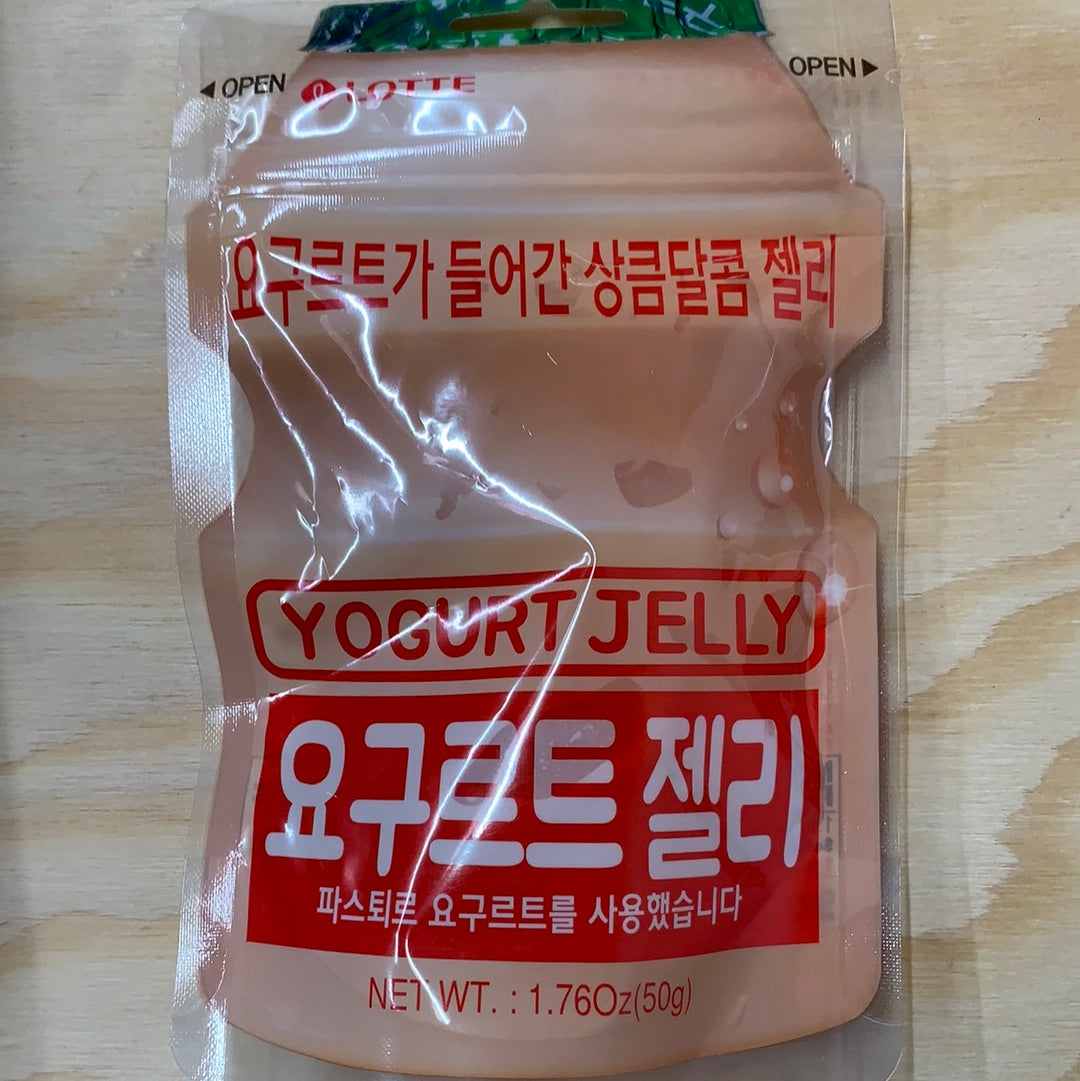 ◀ OPEN
LOTTE
OPEN ▶
요구르트가 들어간 상큼달콤 젤리
YOGURT JELLY
요구르트 젤리
파스퇴르 요구르트를 사용했습니다
NET WT. : 1.76Oz(50g)